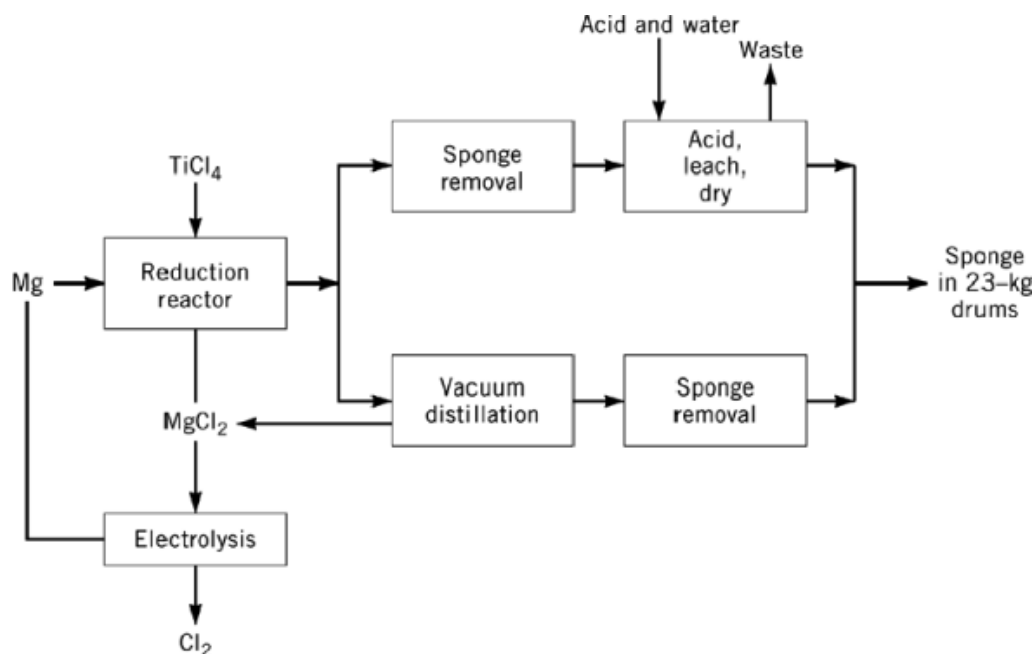 Acid and water
Waste
Sponge
removal
Acid,
leach,
dry
TiCl₄
Mg
Reduction
reactor
Sponge
in 23–kg
drums
Vacuum
distillation
Sponge
removal
MgCl₂
Electrolysis
Cl₂